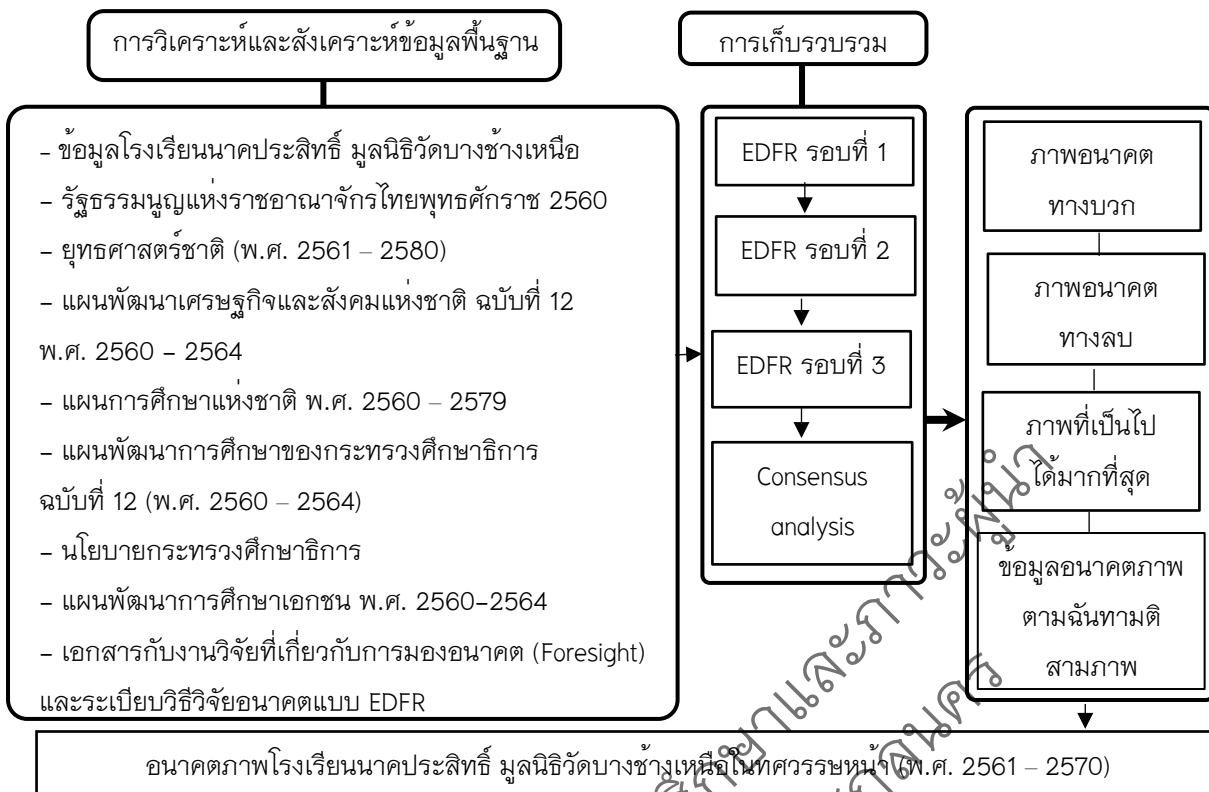 การวิเคราะห์และสังเคราะห์ข้อมูลพื้นฐาน
การเก็บรวบรวม
- ข้อมูลโรงเรียนนาคประสิทธิ์ มูลนิธิวัดบางช้างเหนือ
- รัฐธรรมนูญแห่งราชอาณาจักรไทยพุทธศักราช 2560
- ยุทธศาสตร์ชาติ (พ.ศ. 2561 – 2580)
- แผนพัฒนาเศรษฐกิจและสังคมแห่งชาติ ฉบับที่ 12
พ.ศ. 2560 – 2564
- แผนการศึกษาแห่งชาติ พ.ศ. 2560 – 2579
- แผนพัฒนาการศึกษาของกระทรวงศึกษาธิการ
ฉบับที่ 12 (พ.ศ. 2560 – 2564)
- นโยบายกระทรวงศึกษาธิการ
- แผนพัฒนาการศึกษาเอกชน พ.ศ. 2560-2564
- เอกสารกับงานวิจัยที่เกี่ยวกับการมองอนาคต (Foresight)
และระเบียบวิธีวิจัยอนาคตแบบ EDFR
EDFR รอบที่ 1
EDFR รอบที่ 2
EDFR รอบที่ 3
Consensus
analysis
ภาพอนาคต
ทางบวก
ภาพอนาคต
ทางลบ
ภาพที่เป็นไป
ได้มากที่สุด
ข้อมูลอนาคตภาพ
ตามฉันทามติ
สามภาพ
อนาคตภาพโรงเรียนนาคประสิทธิ์ มูลนิธิวัดบางช้างเหนือในทศวรรษหน้า (พ.ศ. 2561 – 2570)
ษาและภาวะผู้นำ
กลนคร